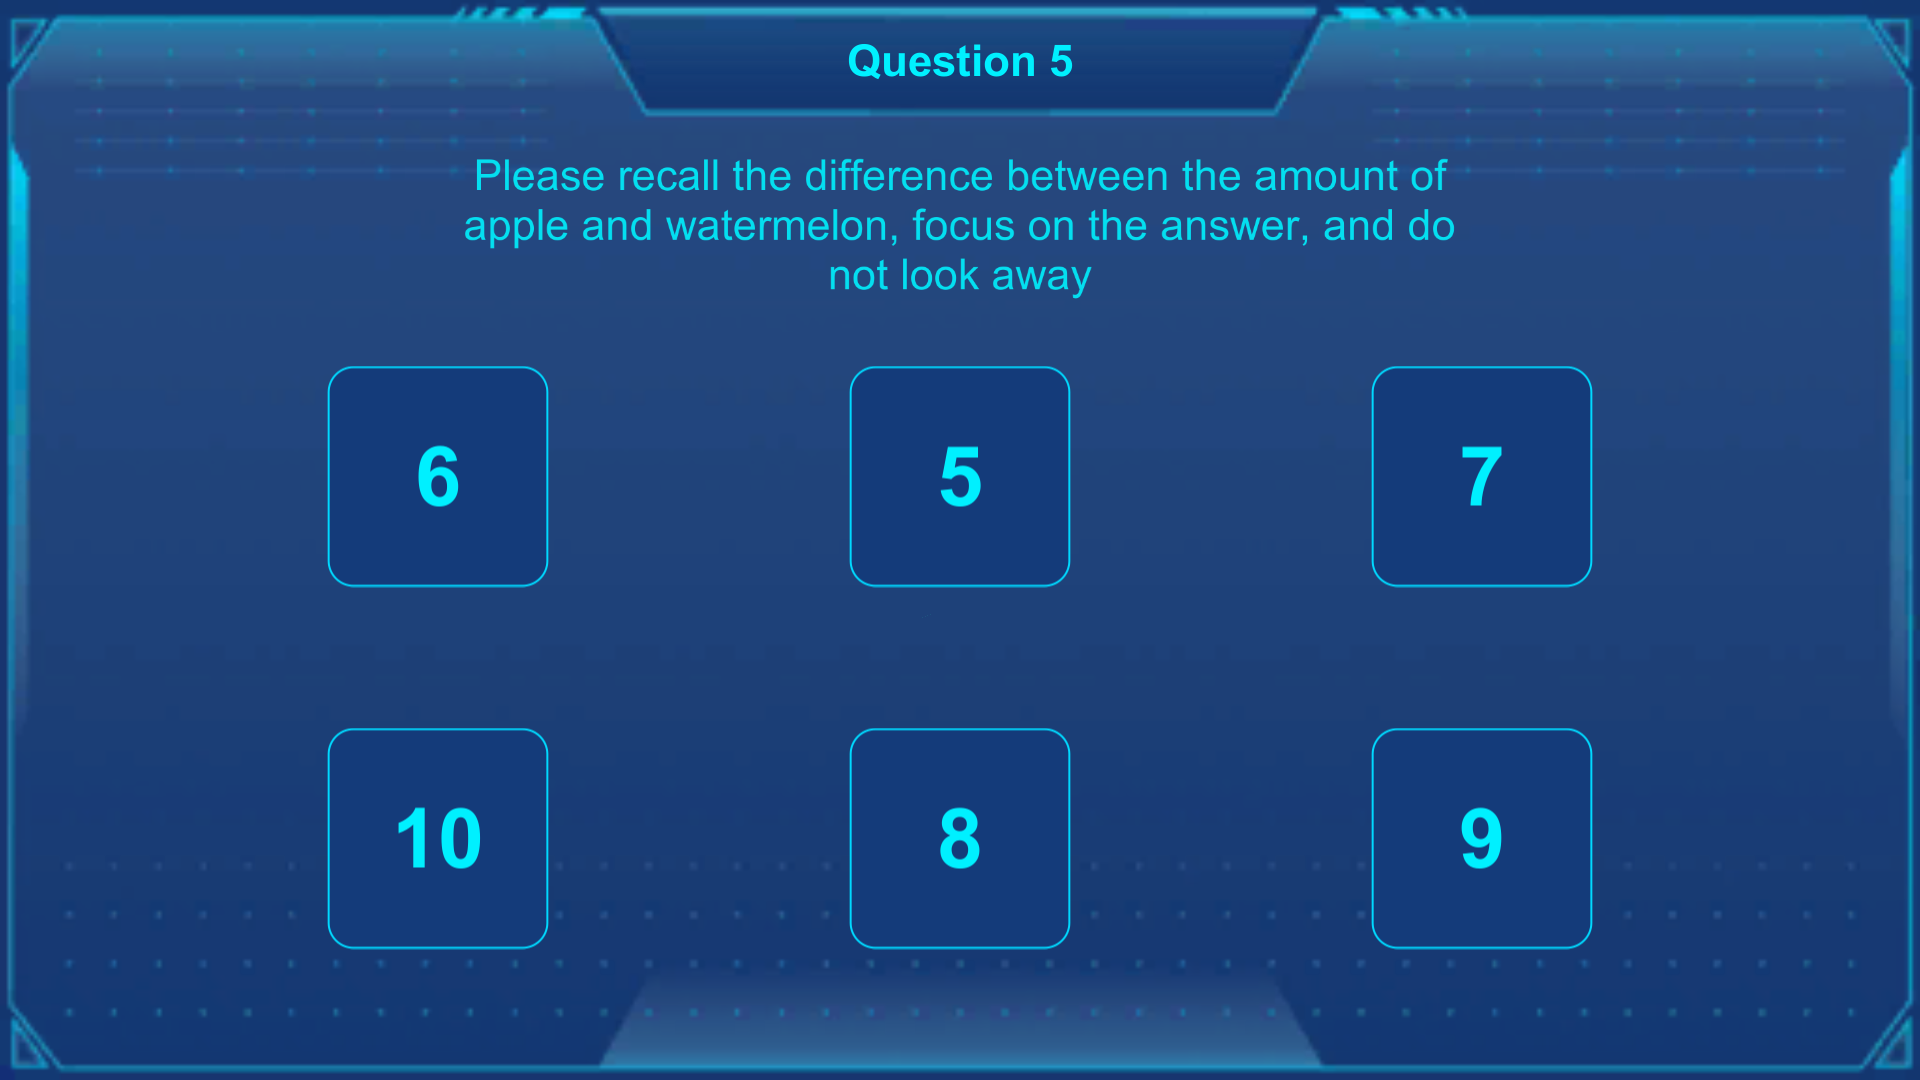 Question 5
Please recall the difference between the amount of
apple and watermelon, focus on the answer, and do
not look away
6 5 7
10 8 9